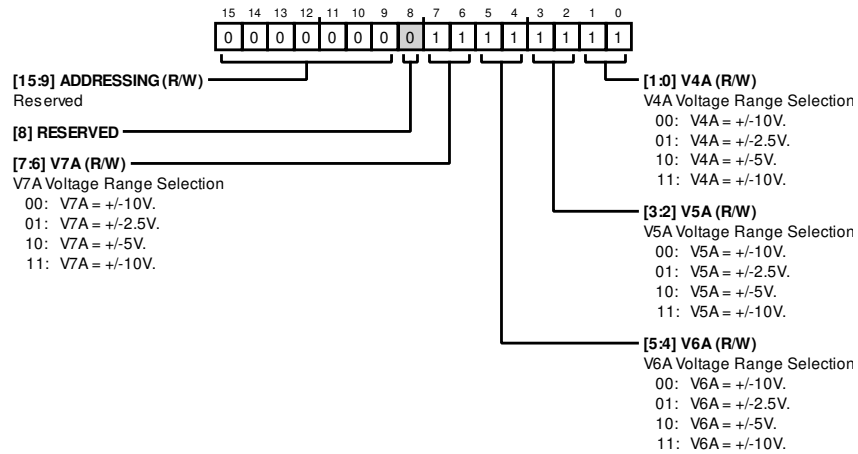 15 14 13 12 11 10 9 8 7 6 5 4 3 2 1 0
0 0 0 0 0 0 0 0 1 1 1 1 1 1 1 1
[15:9] ADDRESSING (R/W)
Reserved
[8] RESERVED
[7:6] V7A (R/W)
V7A Voltage Range Selection
00: V7A = +/-10V.
01: V7A = +/-2.5V.
10: V7A = +/-5V.
11: V7A = +/-10V.
[1:0] V4A (R/W)
V4A Voltage Range Selection
00: V4A = +/-10V.
01: V4A = +/-2.5V.
10: V4A = +/-5V.
11: V4A = +/-10V.
[3:2] V5A (R/W)
V5A Voltage Range Selection
00: V5A = +/-10V.
01: V5A = +/-2.5V.
10: V5A = +/-5V.
11: V5A = +/-10V.
[5:4] V6A (R/W)
V6A Voltage Range Selection
00: V6A = +/-10V.
01: V6A = +/-2.5V.
10: V6A = +/-5V.
11: V6A = +/-10V.